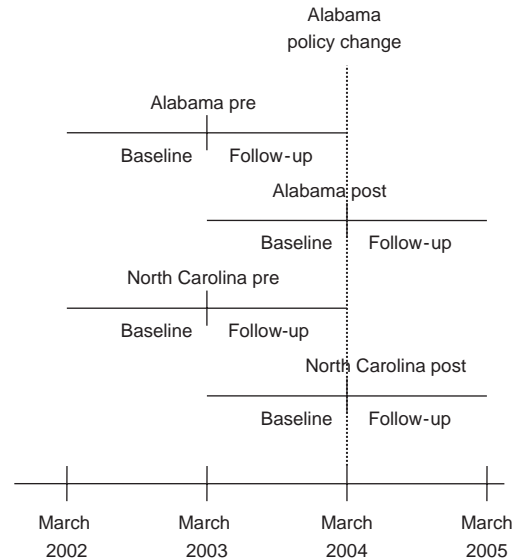 Alabama
policy change
Alabama pre
Baseline Follow-up
Alabama post
Baseline Follow-up
North Carolina pre
Baseline Follow-up
North Carolina post
Baseline Follow-up
March March March March
2002 2003 2004 2005